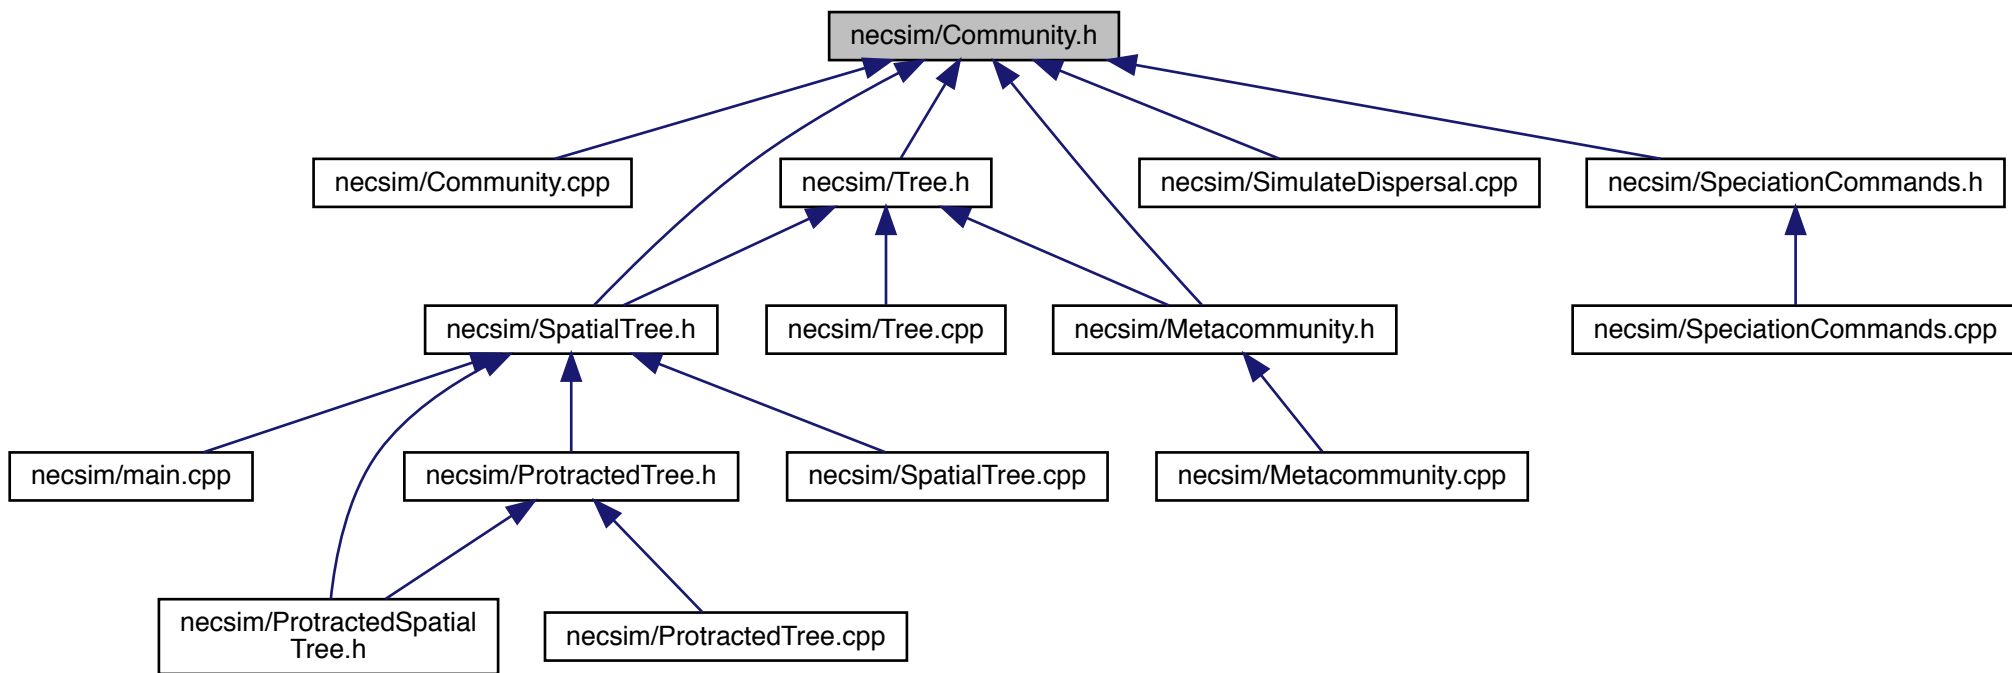 necsim/Community.h
necsim/Community.cpp
necsim/Tree.h
necsim/SimulateDispersal.cpp
necsim/SpeciationCommands.h
necsim/SpatialTree.h
necsim/Tree.cpp
necsim/Metacommunity.h
necsim/SpeciationCommands.cpp
necsim/main.cpp
necsim/ProtractedTree.h
necsim/SpatialTree.cpp
necsim/Metacommunity.cpp
necsim/ProtractedSpatial
Tree.h
necsim/ProtractedTree.cpp